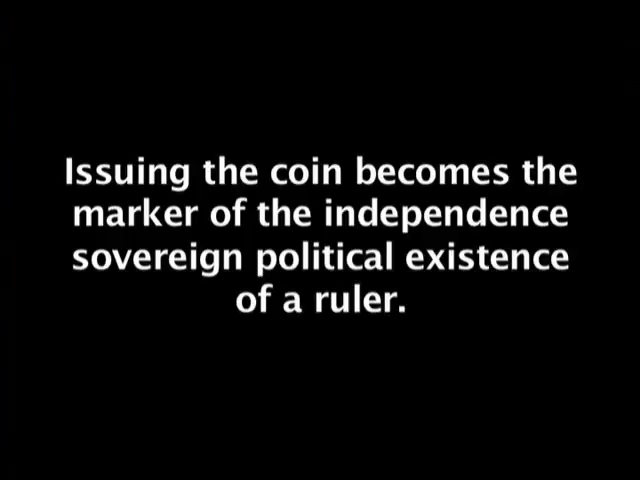 Issuing the coin becomes the
marker of the independence
sovereign political existence
of a ruler.